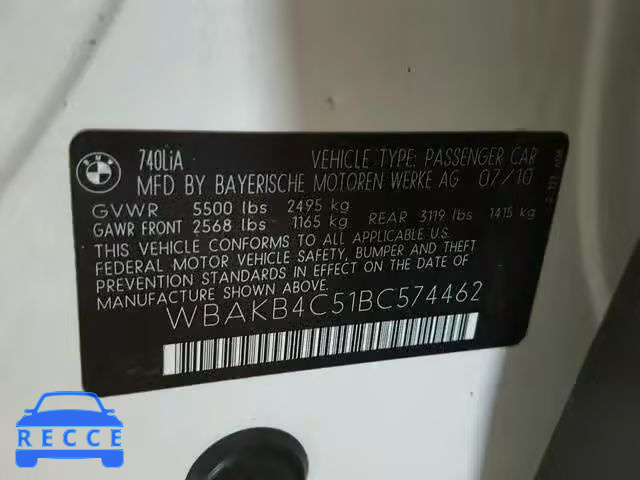 BMW
740LiA VEHICLE TYPE: PASSENGER CAR
MFD BY BAYERISCHE MOTOREN WERKE AG 07/10
GVWR 5500 lbs 2495 kg
GAWR FRONT 2568 lbs 1165 kg REAR 3119 lbs 1415 kg
THIS VEHICLE CONFORMS TO ALL APPLICABLE U.S.
FEDERAL MOTOR VEHICLE SAFETY, BUMPER AND THEFT
PREVENTION STANDARDS IN EFFECT ON THE DATE OF
MANUFACTURE SHOWN ABOVE.
WBAKB4C51BC574462
RECCE